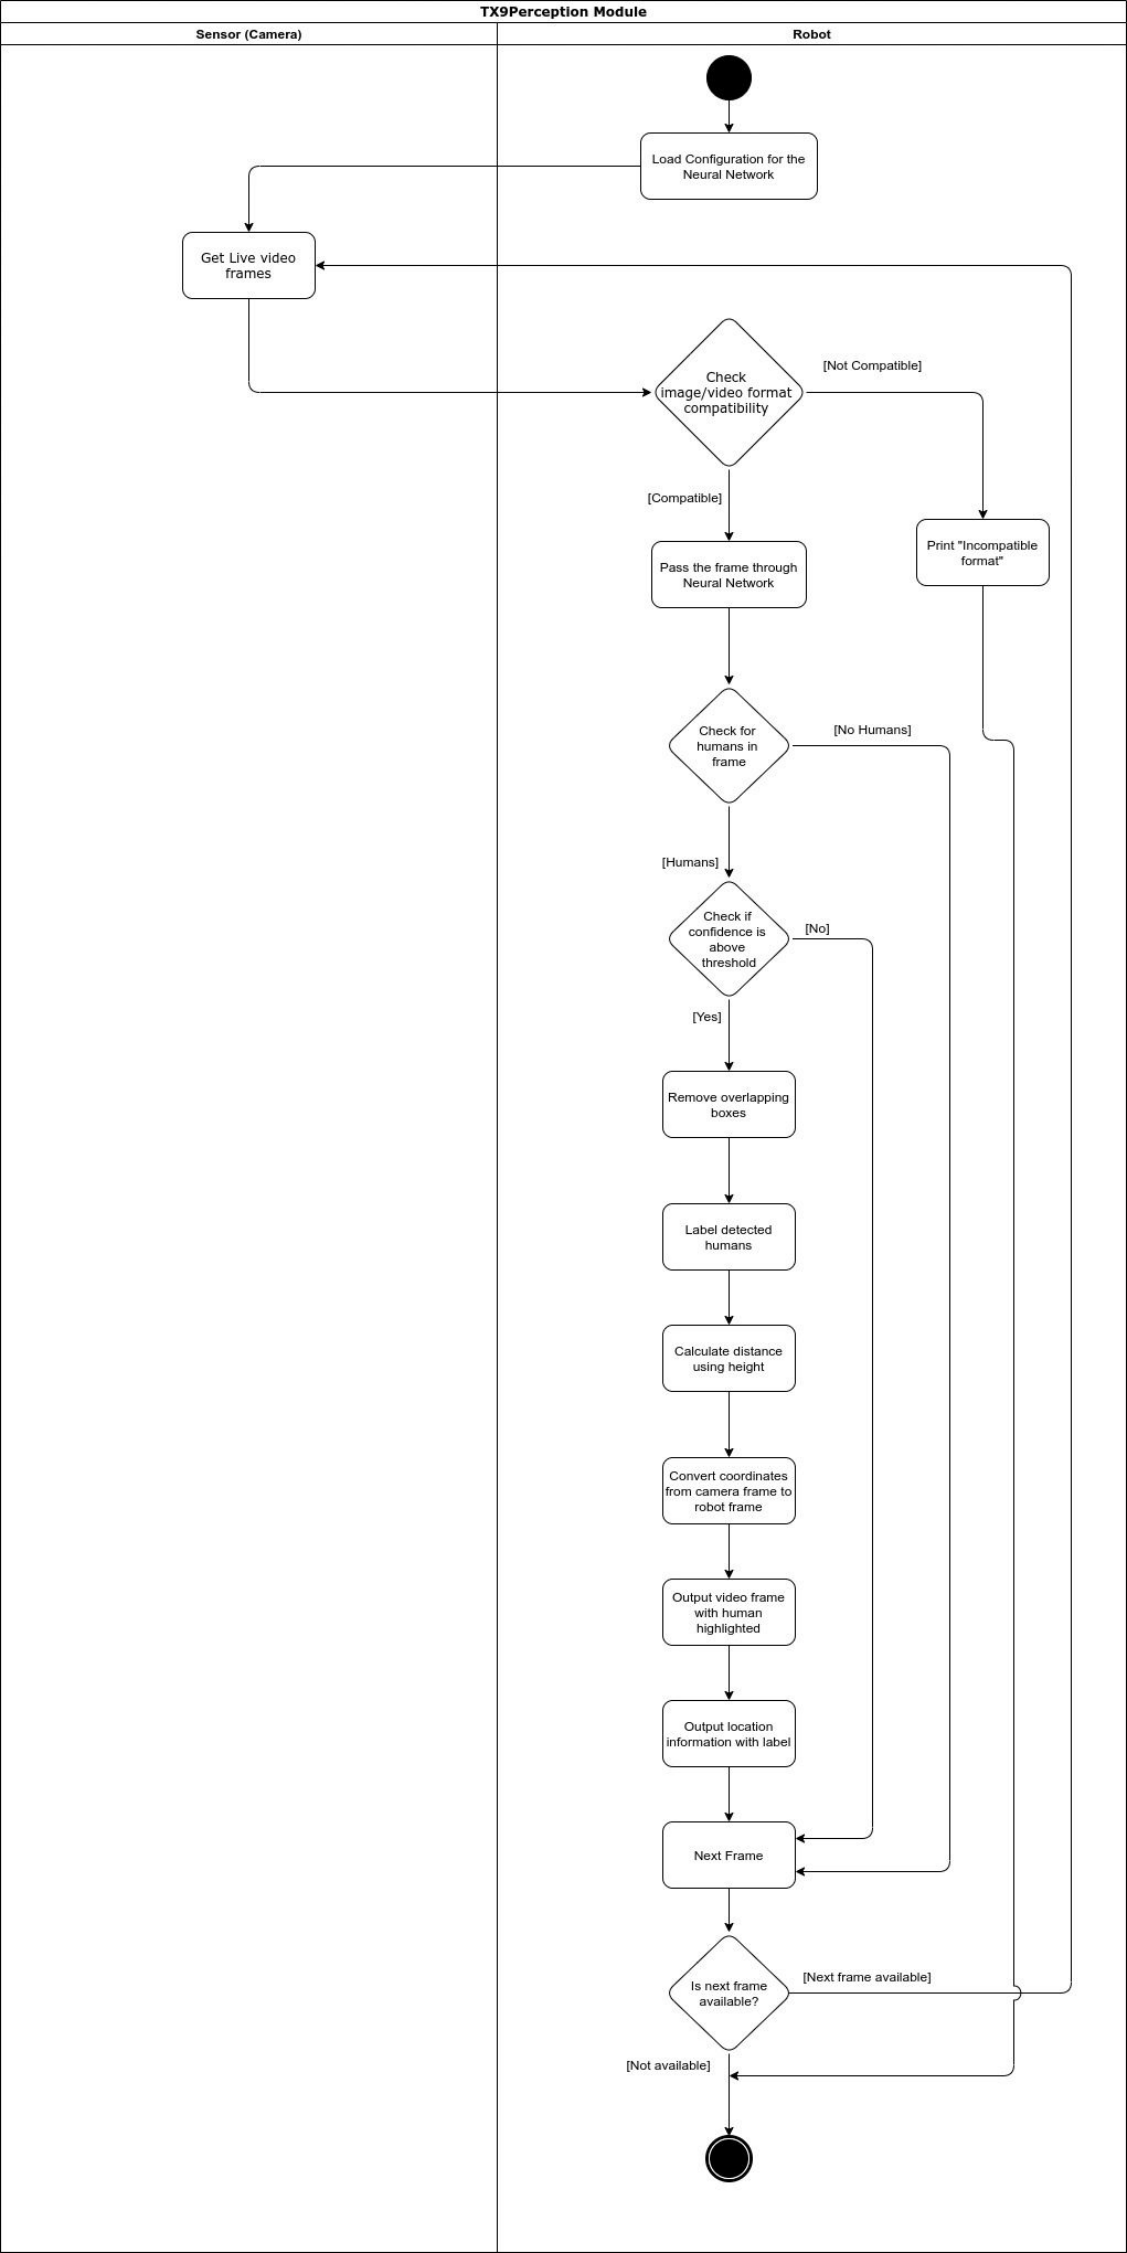 TX9Perception Module
Sensor (Camera)
Robot
Load Configuration for the
Neural Network
Get Live video
frames
Check
image/video format
compatibility
[Not Compatible]
[Compatible]
Print "Incompatible
format"
Pass the frame through
Neural Network
Check for
humans in
frame
[No Humans]
[Humans]
Check if
confidence is
above
threshold
[No]
[Yes]
Remove overlapping
boxes
Label detected
humans
Calculate distance
using height
Convert coordinates
from camera frame to
robot frame
Output video frame
with human
highlighted
Output location
information with label
Next Frame
Is next frame
available?
[Next frame available]
[Not available]